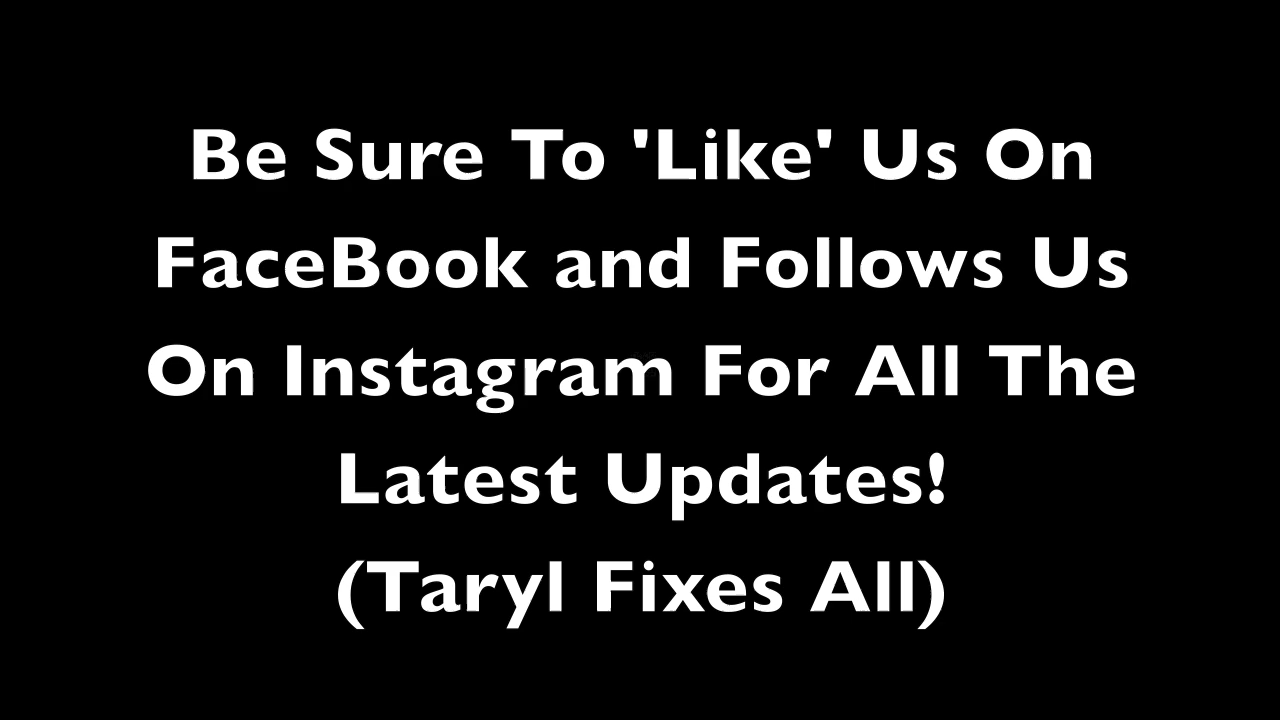 Be Sure To 'Like' Us On
FaceBook and Follows Us
On Instagram For All The
Latest Updates!
(Taryl Fixes All)